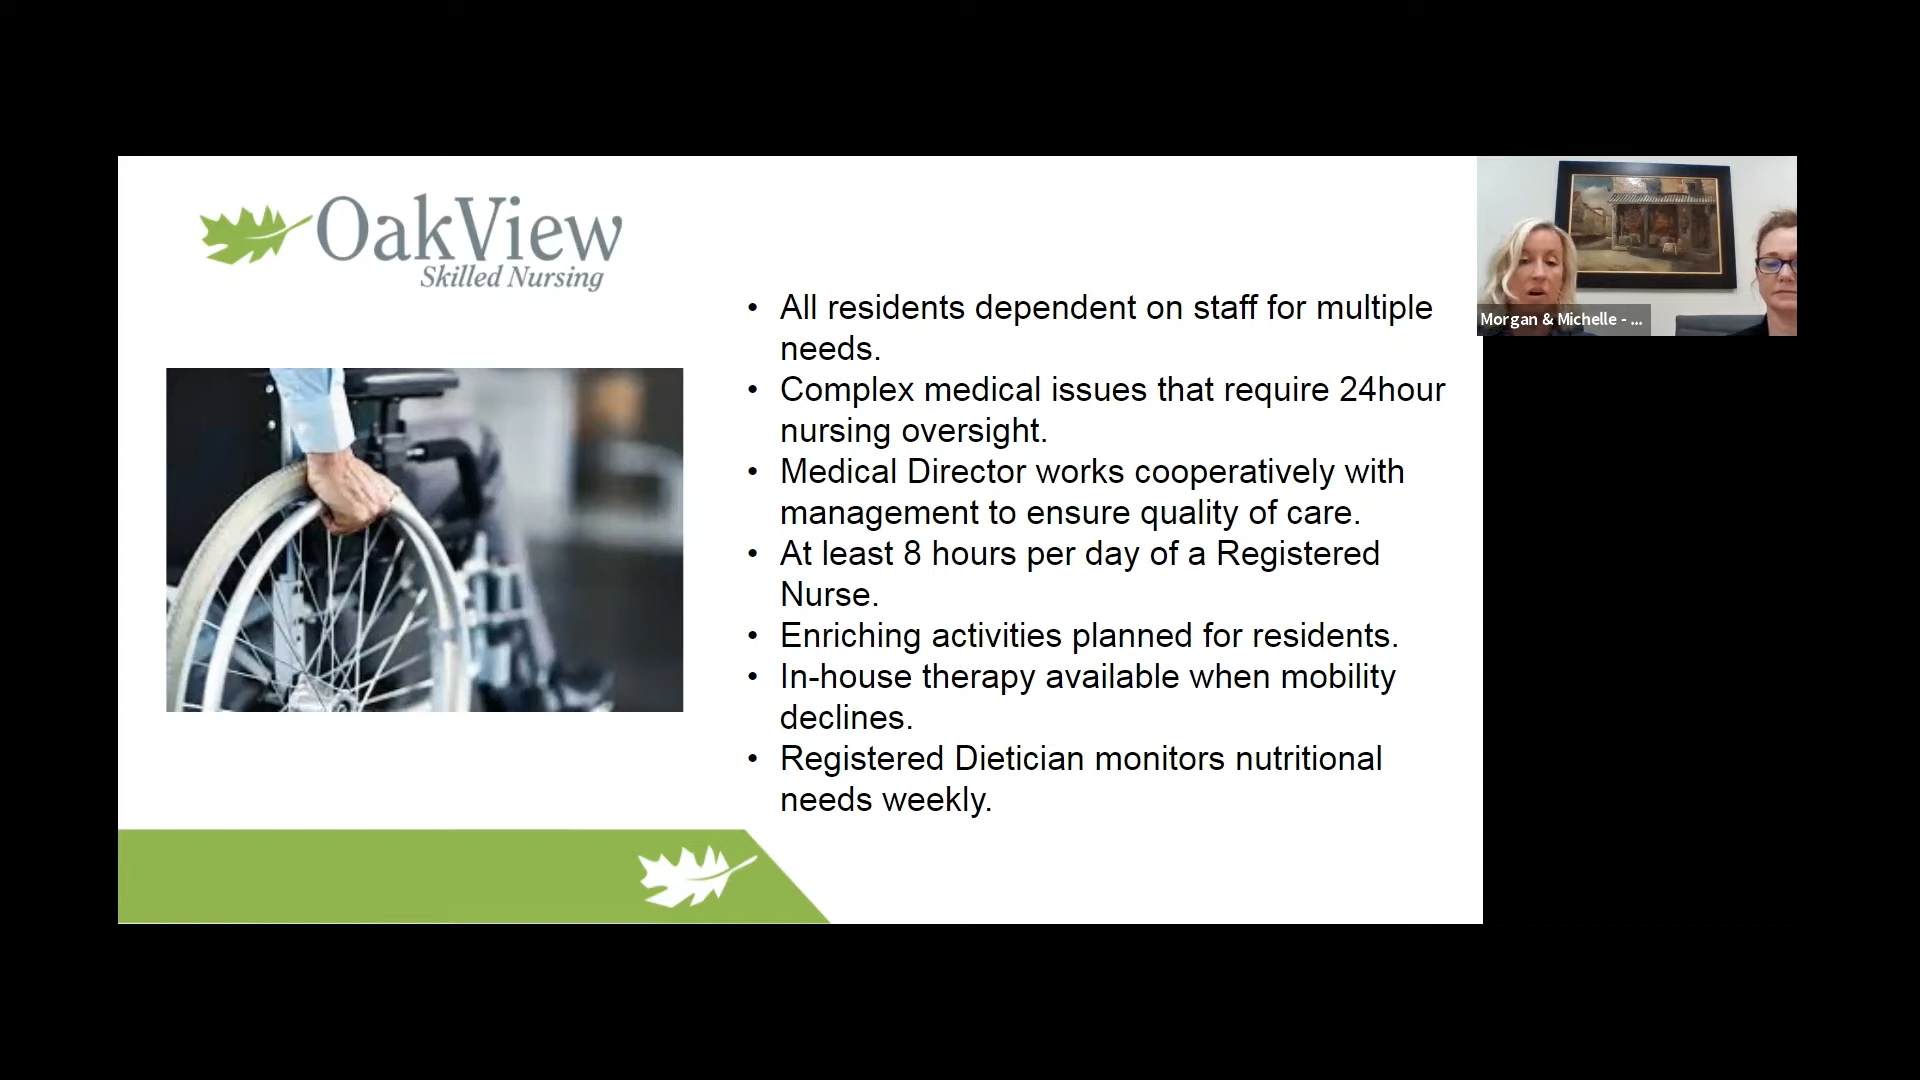 OakView
Skilled Nursing
• All residents dependent on staff for multiple
needs.
• Complex medical issues that require 24hour
nursing oversight.
• Medical Director works cooperatively with
management to ensure quality of care.
• At least 8 hours per day of a Registered
Nurse.
• Enriching activities planned for residents.
• In-house therapy available when mobility
declines.
• Registered Dietician monitors nutritional
needs weekly.
Morgan & Michelle - ...